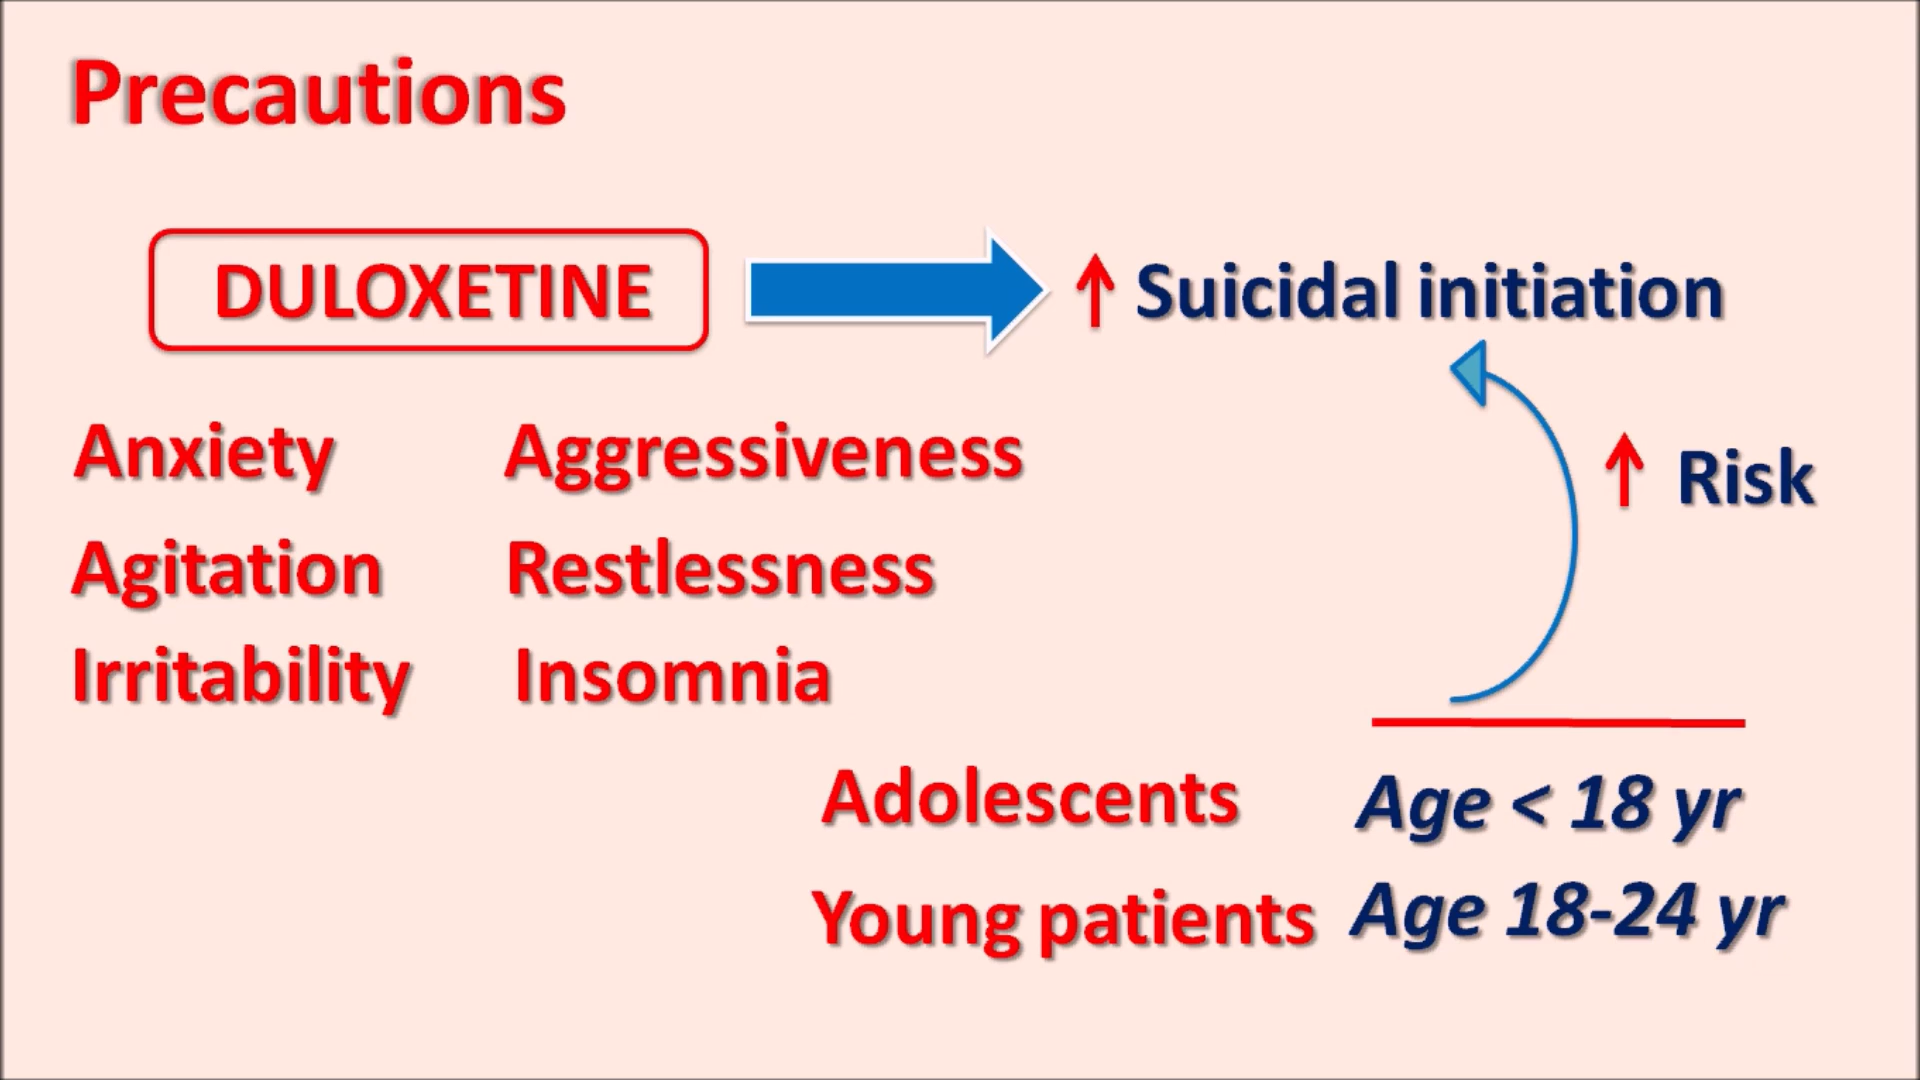 Precautions
DULOXETINE
↑ Suicidal initiation
Anxiety Aggressiveness
↑ Risk
Agitation Restlessness
Irritability Insomnia
Adolescents Age < 18 yr
Young patients Age 18-24 yr